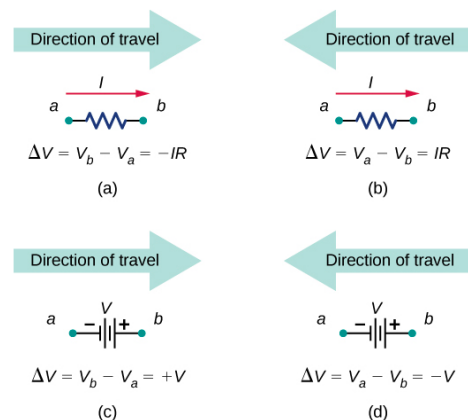 Direction of travel Direction of travel
I I
a b a b
ΔV = V_b − V_a = −IR ΔV = V_a − V_b = IR
(a) (b)
Direction of travel Direction of travel
V V
a − + b a − + b
ΔV = V_b − V_a = +V ΔV = V_a − V_b = −V
(c) (d)